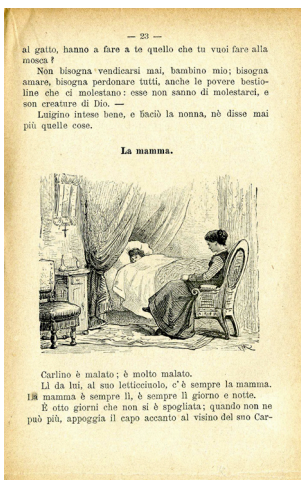 — 23 —
al gatto, hanno a fare a te quello che tu vuoi fare alla
mosca?
Non bisogna vendicarsi mai, bambino mio; bisogna
amare, bisogna perdonare tutti, anche le povere bestio-
line che ci molestano: esse non sanno di molestarci, e
son creature di Dio. —
Luigino intese bene, e baciò la nonna, nè disse mai
più quelle cose.
La mamma.
Carlino è malato; è molto malato.
Lì da lui, al suo letticciuolo, c'è sempre la mamma.
La mamma è sempre lì, è sempre lì giorno e notte.
È otto giorni che non si è spogliata; quando non ne
può più, appoggia il capo accanto al visino del suo Car-